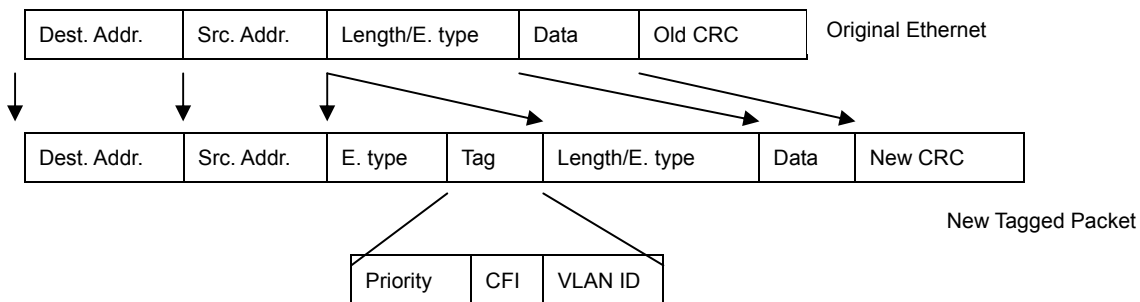 Dest. Addr. Src. Addr. Length/E. type Data Old CRC Original Ethernet
Dest. Addr. Src. Addr. E. type Tag Length/E. type Data New CRC
New Tagged Packet
Priority CFI VLAN ID